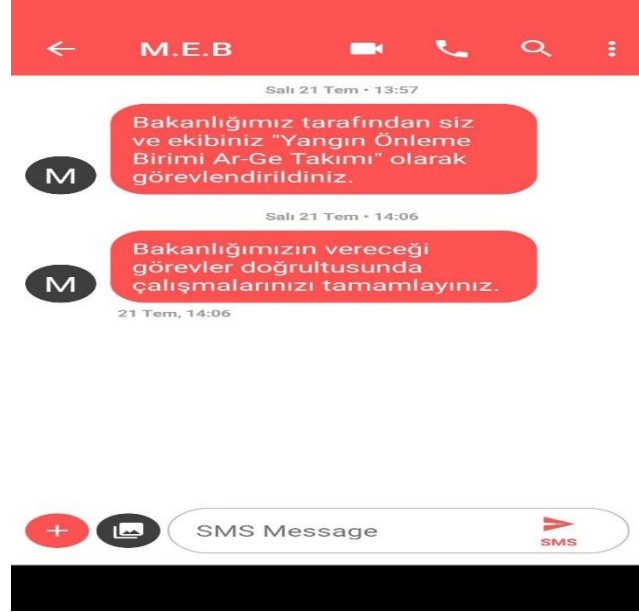 M.E.B
Salı 21 Tem • 13:57
Bakanlığımız tarafından siz
ve ekibiniz "Yangın Önleme
Birimi Ar-Ge Takımı" olarak
görevlendirildiniz.
M
Salı 21 Tem • 14:06
Bakanlığımızın vereceği
görevler doğrultusunda
çalışmalarınızı tamamlayınız.
M
21 Tem, 14:06
SMS Message
SMS